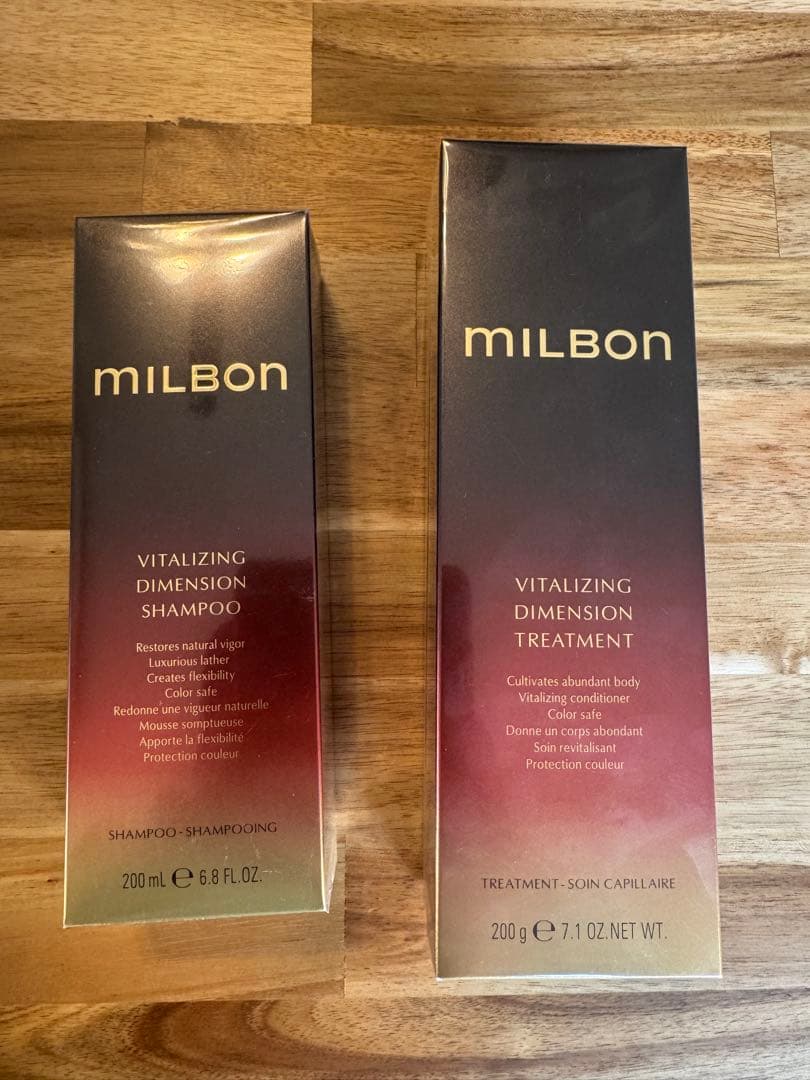 milbon
VITALIZING
DIMENSION
SHAMPOO
Restores natural vigor
Luxurious lather
Creates flexibility
Color safe
Redonne une vigueur naturelle
Mousse somptueuse
Apporte la flexibilité
Protection couleur
SHAMPOO - SHAMPOOING
200 mL ℮ 6.8 FL.OZ.
milbon
VITALIZING
DIMENSION
TREATMENT
Cultivates abundant body
Vitalizing conditioner
Color safe
Donne un corps abondant
Soin revitalisant
Protection couleur
TREATMENT - SOIN CAPILLAIRE
200 g ℮ 7.1 OZ. NET WT.